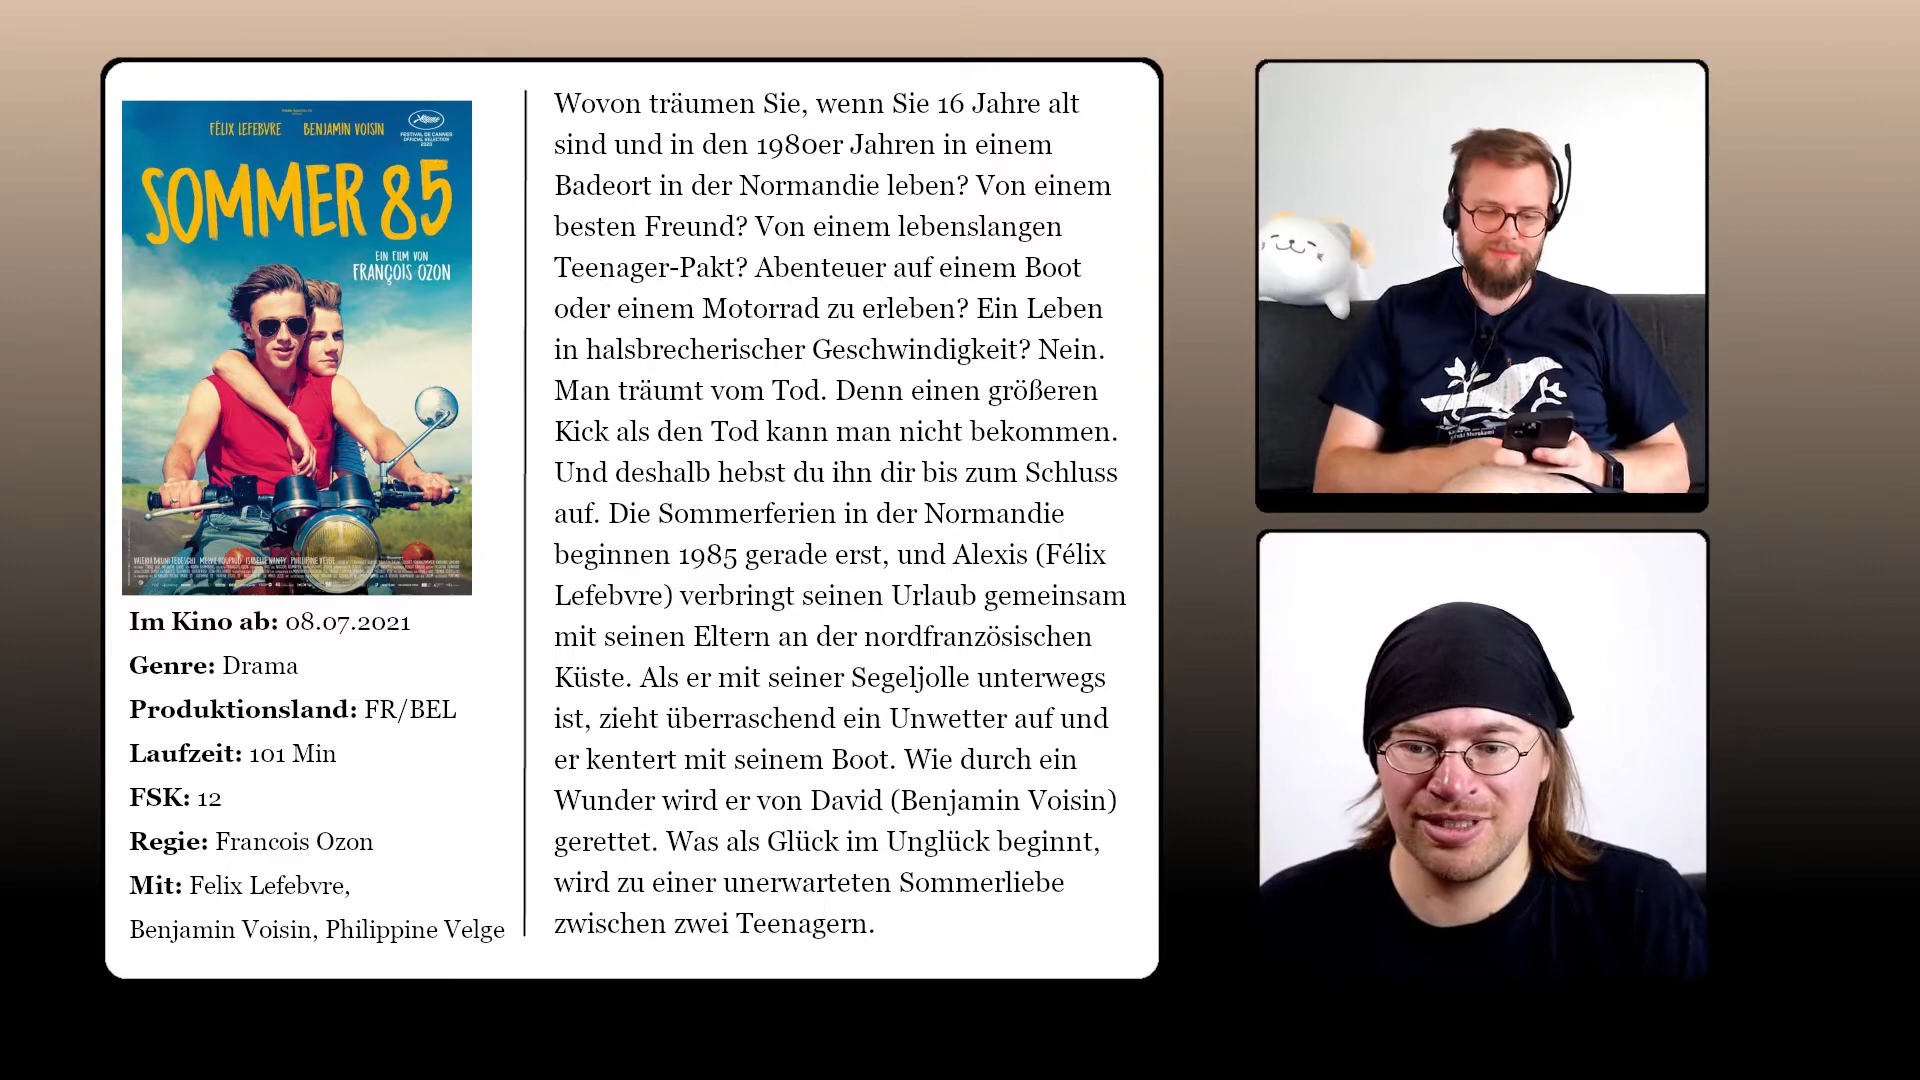 FÉLIX LEFEBVRE BENJAMIN VOISIN
FESTIVAL DE CANNES
OFFICIAL SELECTION
2020
SOMMER 85
EIN FILM VON
FRANÇOIS OZON
Im Kino ab: 08.07.2021
Genre: Drama
Produktionsland: FR/BEL
Laufzeit: 101 Min
FSK: 12
Regie: Francois Ozon
Mit: Felix Lefebvre,
Benjamin Voisin, Philippine Velge
Wovon träumen Sie, wenn Sie 16 Jahre alt
sind und in den 1980er Jahren in einem
Badeort in der Normandie leben? Von einem
besten Freund? Von einem lebenslangen
Teenager-Pakt? Abenteuer auf einem Boot
oder einem Motorrad zu erleben? Ein Leben
in halsbrecherischer Geschwindigkeit? Nein.
Man träumt vom Tod. Denn einen größeren
Kick als den Tod kann man nicht bekommen.
Und deshalb hebst du ihn dir bis zum Schluss
auf. Die Sommerferien in der Normandie
beginnen 1985 gerade erst, und Alexis (Félix
Lefebvre) verbringt seinen Urlaub gemeinsam
mit seinen Eltern an der nordfranzösischen
Küste. Als er mit seiner Segeljolle unterwegs
ist, zieht überraschend ein Unwetter auf und
er kentert mit seinem Boot. Wie durch ein
Wunder wird er von David (Benjamin Voisin)
gerettet. Was als Glück im Unglück beginnt,
wird zu einer unerwarteten Sommerliebe
zwischen zwei Teenagern.